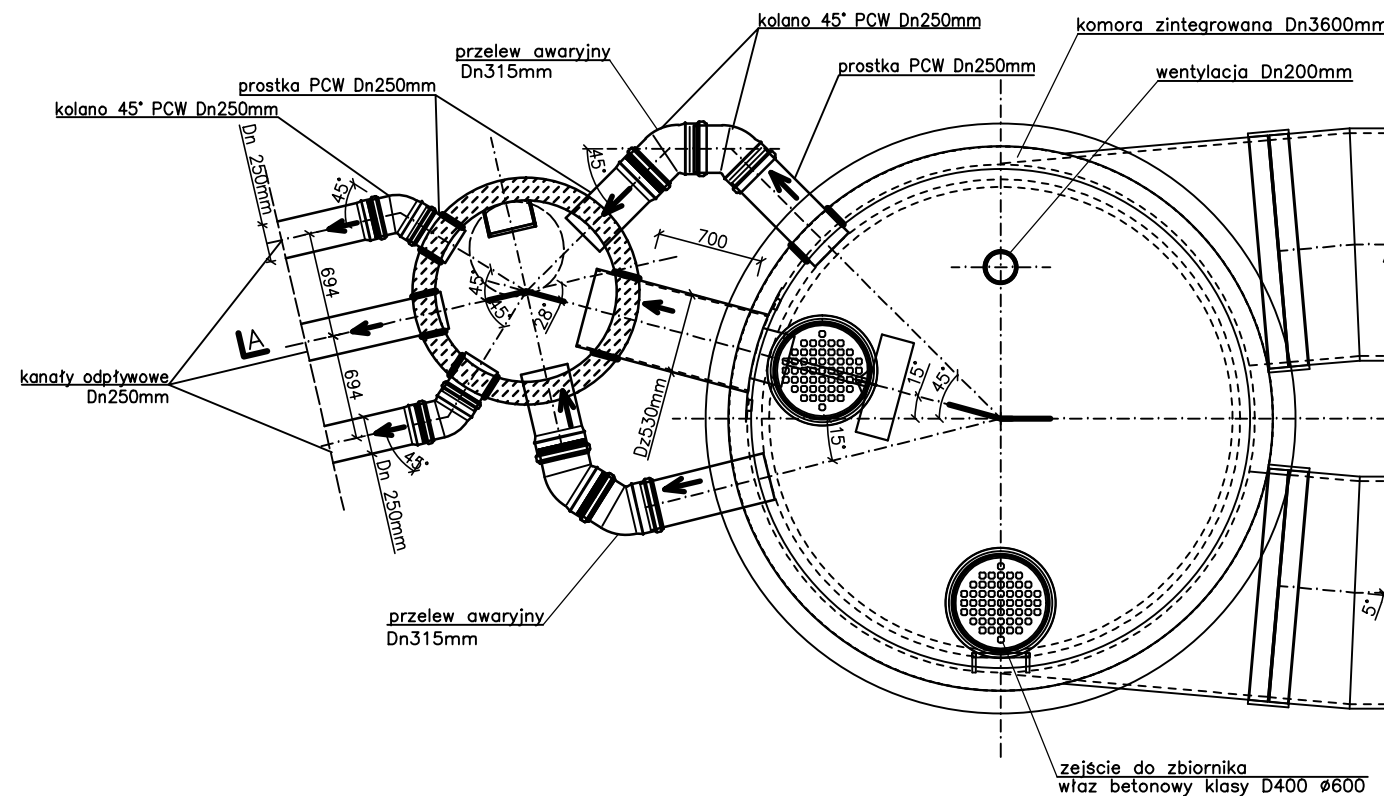 kolano 45° PCW Dn250mm
komora zintegrowana Dn3600mm
przelew awaryjny
Dn315mm
prostka PCW Dn250mm
wentylacja Dn200mm
prostka PCW Dn250mm
kolano 45° PCW Dn250mm
Dn 250mm
45°
45°
700
694
45°
45°
28°
A
694
kanały odpływowe
Dn250mm
Dz530mm
15°
45°
15°
45°
Dn 250mm
5°
przelew awaryjny
Dn315mm
zejście do zbiornika
właz betonowy klasy D400 ø600